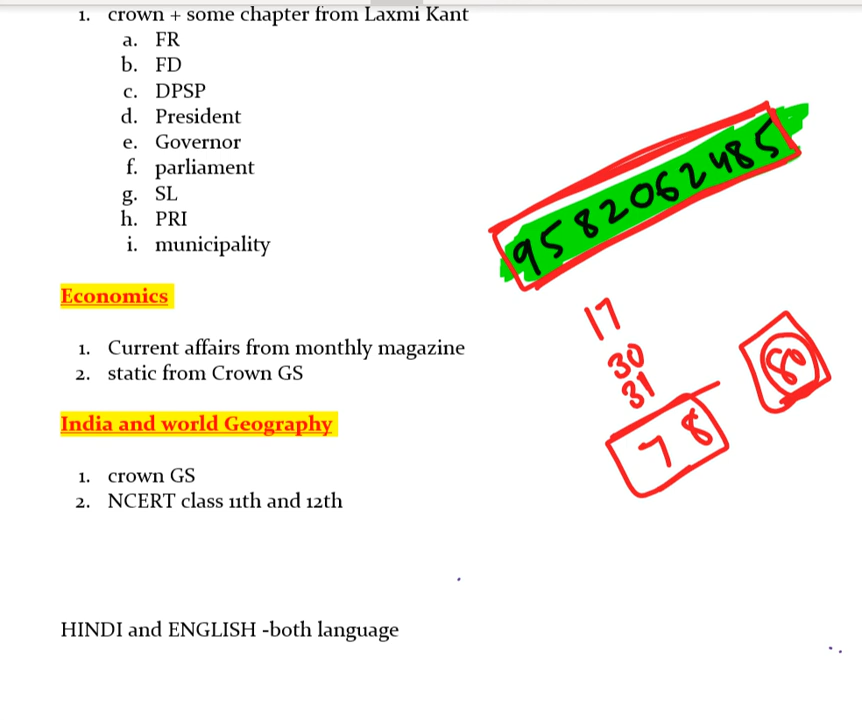 1. crown + some chapter from Laxmi Kant
a. FR
b. FD
c. DPSP
d. President
e. Governor
f. parliament
g. SL
h. PRI
i. municipality
9582062485
Economics
1. Current affairs from monthly magazine
2. static from Crown GS
17
30
31
78
80
India and world Geography
1. crown GS
2. NCERT class 11th and 12th
HINDI and ENGLISH -both language